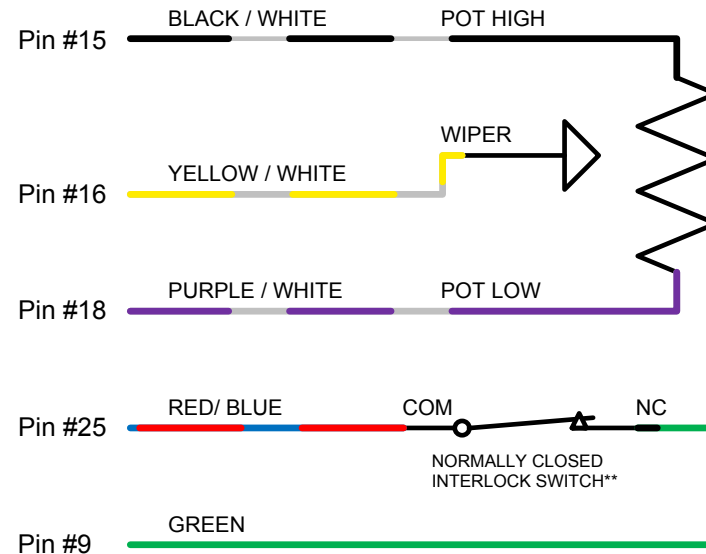 BLACK / WHITE POT HIGH
Pin #15
WIPER
YELLOW / WHITE
Pin #16
PURPLE / WHITE POT LOW
Pin #18
RED/ BLUE COM NC
Pin #25
NORMALLY CLOSED
INTERLOCK SWITCH**
GREEN
Pin #9